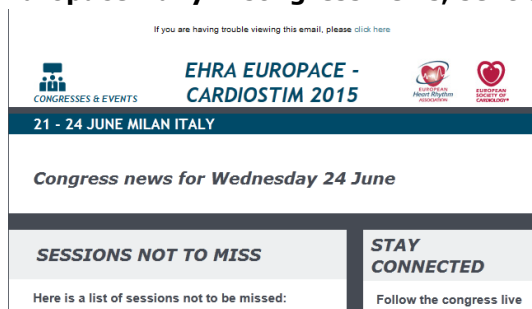 If you are having trouble viewing this email, please click here
CONGRESSES & EVENTS
EHRA EUROPACE -
CARDIOSTIM 2015
EUROPEAN
Heart Rhythm
ASSOCIATION
EUROPEAN
SOCIETY OF
CARDIOLOGY®
21 - 24 JUNE MILAN ITALY
Congress news for Wednesday 24 June
SESSIONS NOT TO MISS
Here is a list of sessions not to be missed:
STAY
CONNECTED
Follow the congress live